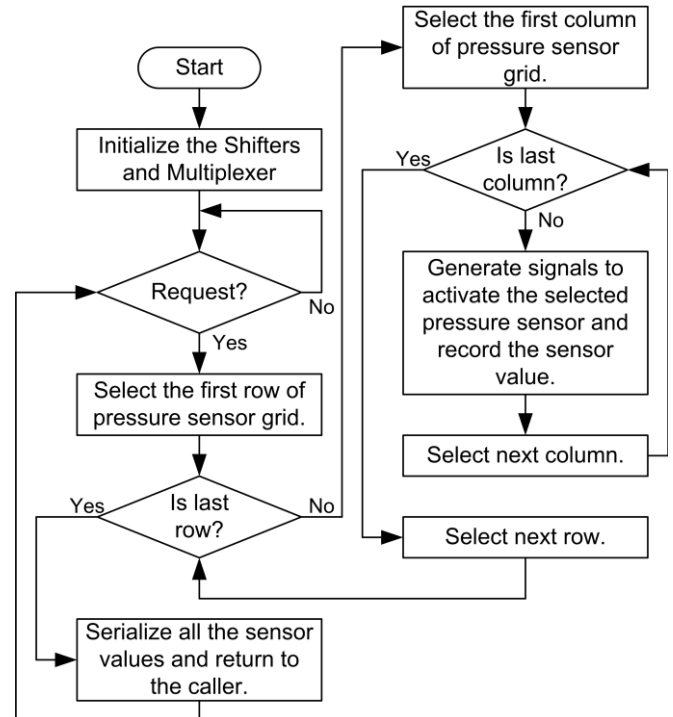 Start
Initialize the Shifters
and Multiplexer
Request?
No
Yes
Select the first row of
pressure sensor grid.
Is last
row?
Yes
No
Serialize all the sensor
values and return to
the caller.
Select the first column
of pressure sensor
grid.
Is last
column?
Yes
No
Generate signals to
activate the selected
pressure sensor and
record the sensor
value.
Select next column.
Select next row.